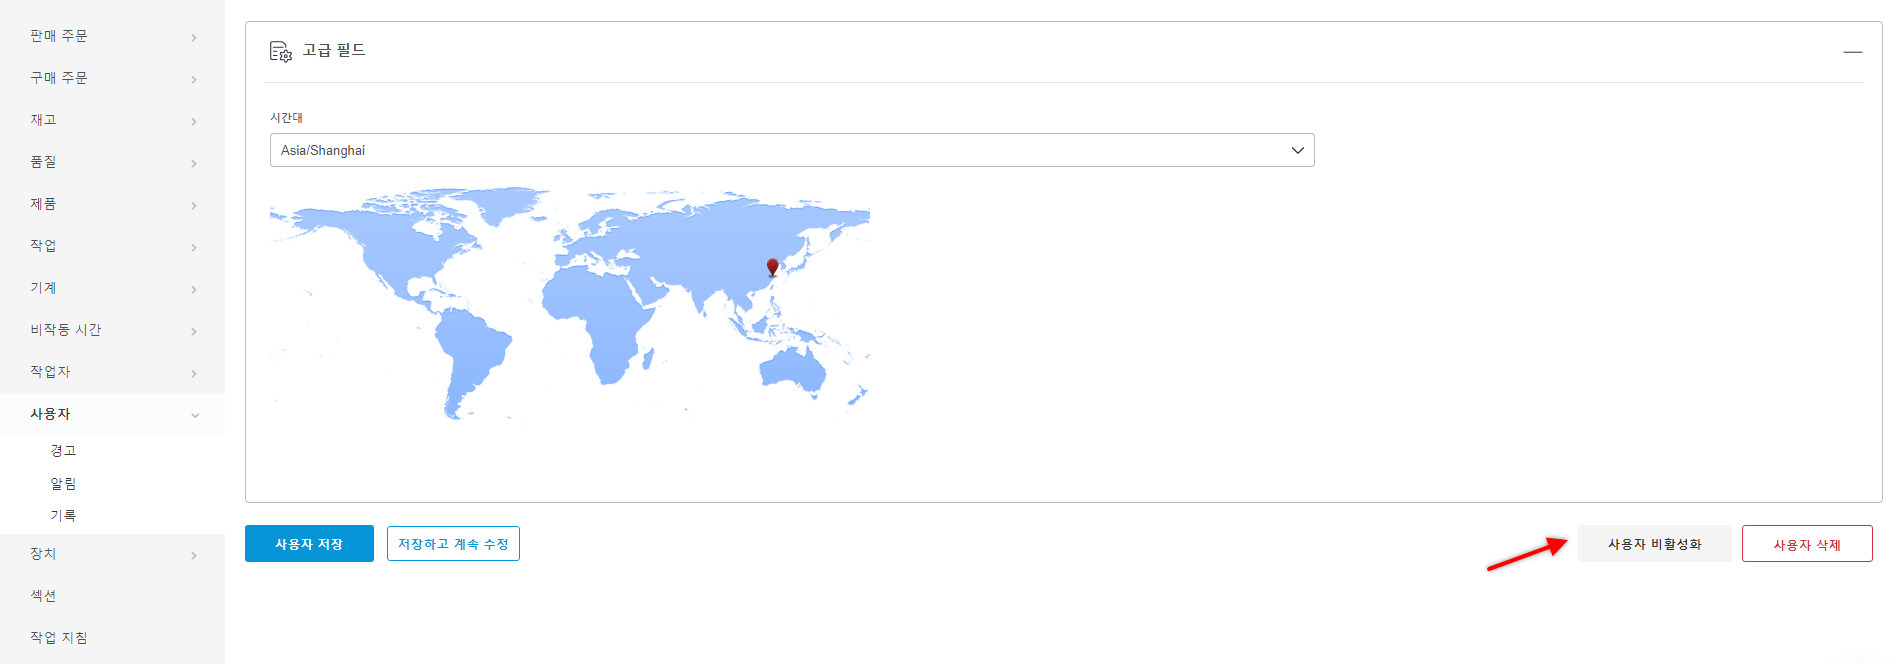 판매 주문
구매 주문
재고
품질
제품
작업
기계
비작동 시간
작업자
사용자
경고
알림
기록
장치
섹션
작업 지침
고급 필드
시간대
Asia/Shanghai
사용자 저장
저장하고 계속 수정
사용자 비활성화
사용자 삭제